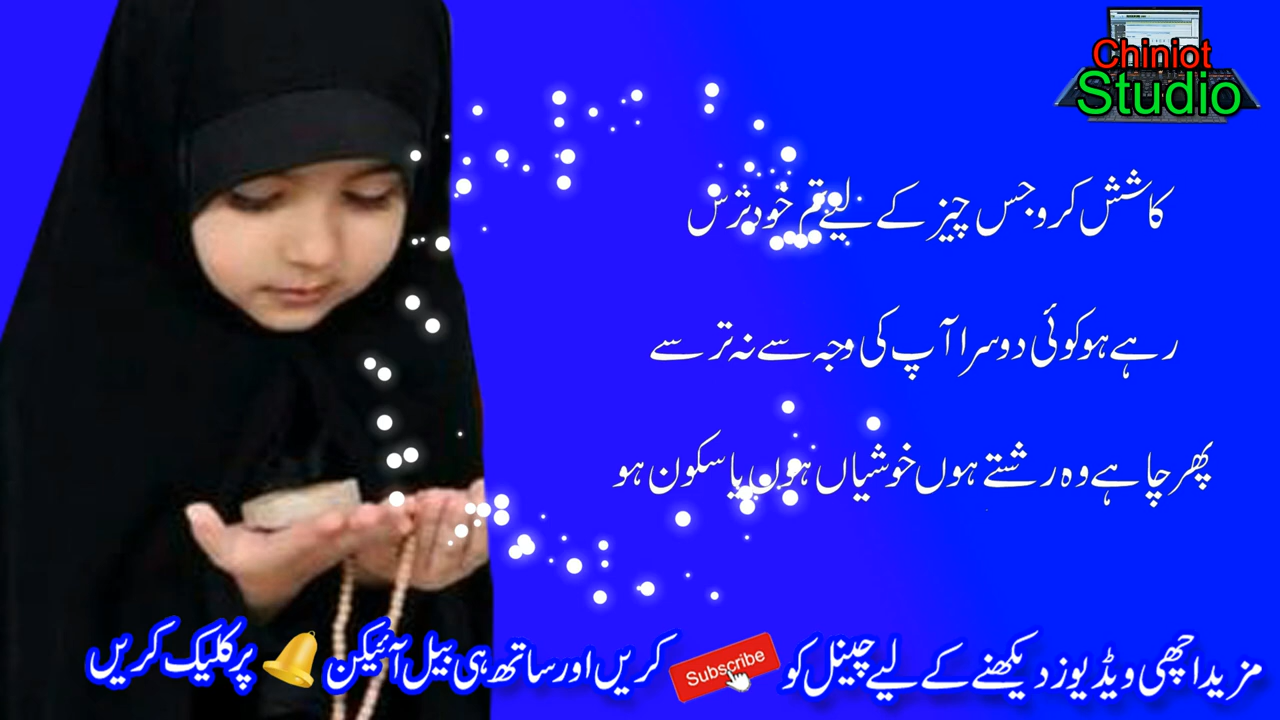 Chiniot
Studio
کاشش کرو جس چیز کے لیئے تم خود ترس
رہے ہو کوئی دوسرا آپ کی وجہ سے نہ ترسے
پھر چاہے وہ رشتے ہوں خوشیاں ہوں یا سکون ہو
مزید اچھی ویڈیوز دیکھنے کے لیے چینل کو Subscribe کریں اور ساتھ ہی بیل آئیکن 🔔 پر کلیک کریں